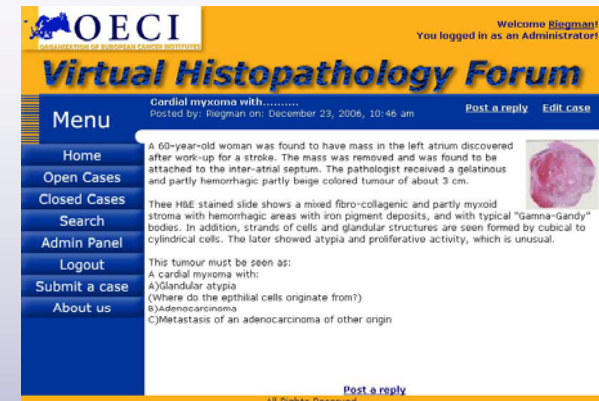 OECI
ORGANISATION OF EUROPEAN CANCER INSTITUTES
Welcome Riegman!
You logged in as an Administrator!
Virtual Histopathology Forum
Menu
Home
Open Cases
Closed Cases
Search
Admin Panel
Logout
Submit a case
About us
Cardial myxoma with..........
Posted by: Riegman on: December 23, 2006, 10:46 am
Post a reply Edit case
A 60-year-old woman was found to have mass in the left atrium discovered
after work-up for a stroke. The mass was removed and was found to be
attached to the inter-atrial septum. The pathologist received a gelatinous
and partly hemorrhagic partly beige colored tumour of about 3 cm.
Thee H&E stained slide shows a mixed fibro-collagenic and partly myxoid
stroma with hemorrhagic areas with iron pigment deposits, and with typical "Gamna-Gandy"
bodies. In addition, strands of cells and glandular structures are seen formed by cubical to
cylindrical cells. The later showed atypia and proliferative activity, which is unusual.
This tumour must be seen as:
A cardial myxoma with:
A)Glandular atypia
(Where do the epthilial cells originate from?)
B)Adenocarcinoma
C)Metastasis of an adenocarcinoma of other origin
Post a reply
All Rights Reserved